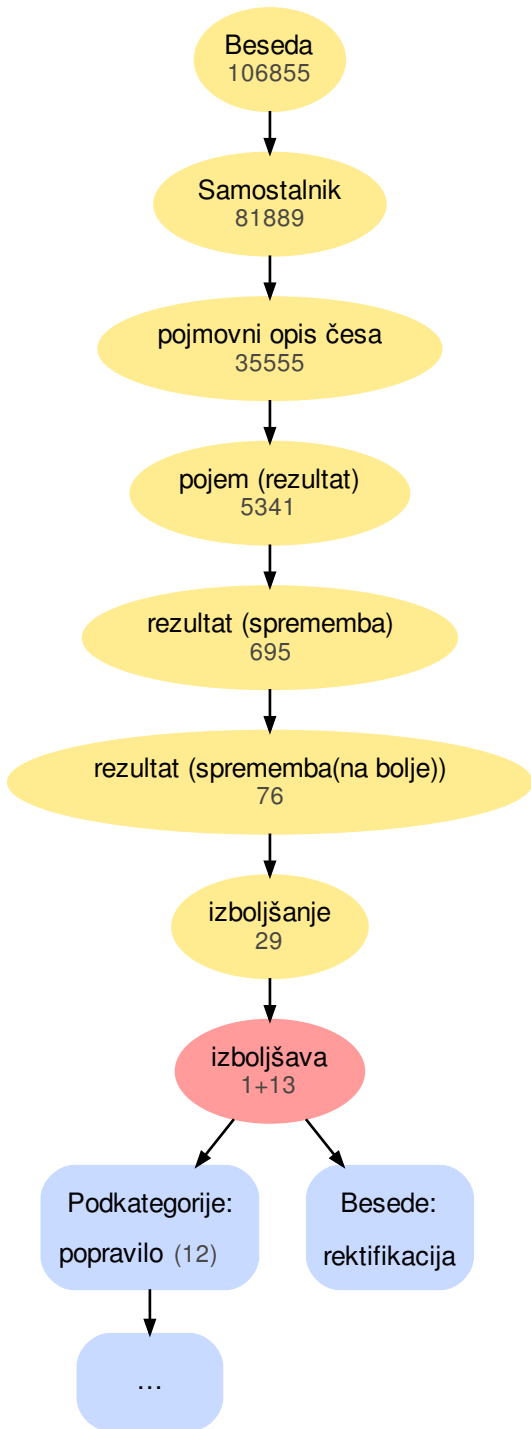 Beseda
106855
Samostalnik
81889
pojmovni opis česa
35555
pojem (rezultat)
5341
rezultat (sprememba)
695
rezultat (sprememba(na bolje))
76
izboljšanje
29
izboljšava
1+13
Podkategorije:
popravilo (12)
Besede:
rektifikacija
…